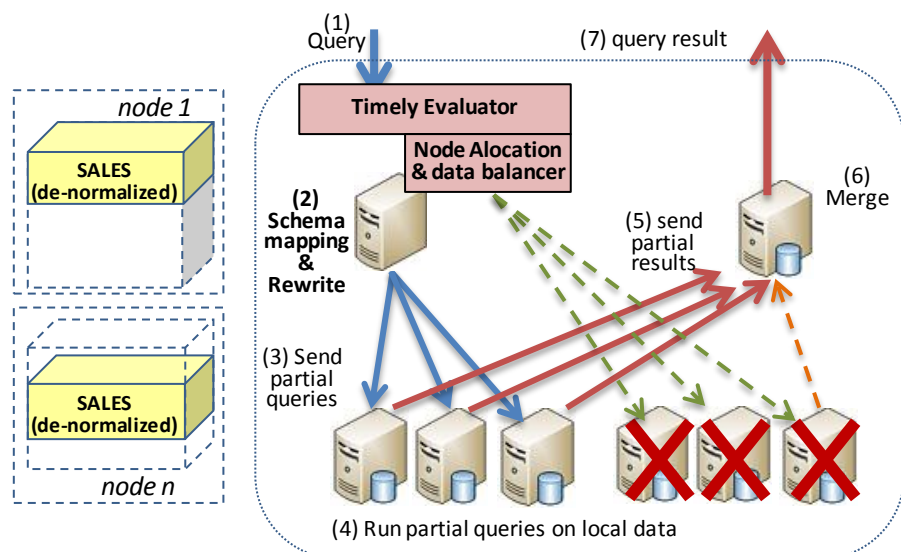 (1)
Query
(7) query result
node 1
Timely Evaluator
SALES
(de-normalized)
Node Alocation
& data balancer
(2)
Schema
mapping
&
Rewrite
(6)
Merge
(5) send
partial
results
(3) Send
partial
queries
SALES
(de-normalized)
node n
(4) Run partial queries on local data